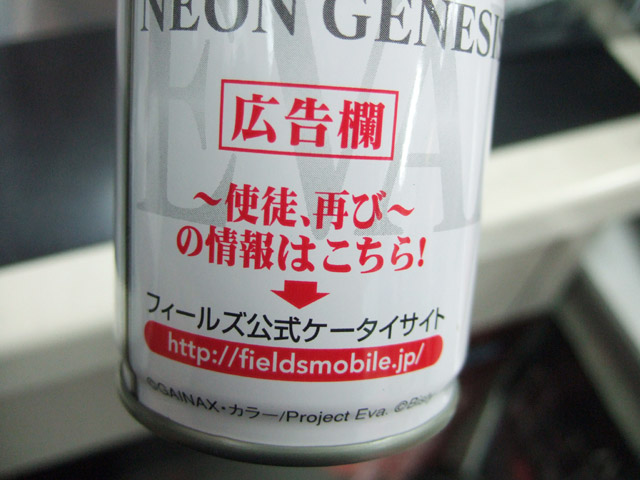 NEON GENESIS
EVA
広告欄
～使徒、再び～
の情報はこちら!
フィールズ公式ケータイサイト
http://fieldsmobile.jp/
©GAINAX・カラー/Project Eva.